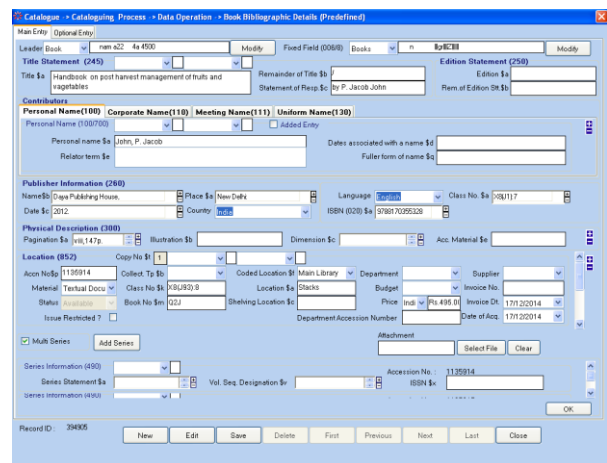 Catalogue -> Cataloguing Process -> Data Operation -> Book Bibliographic Details (Predefined)
Main Entry Optional Entry
Leader Book nam a22 4a 4500 Modify Fixed Field (006/8) Books n Modify
Title Statement (245) Edition Statement (250)
Title $a Handbook on post harvest management of fruits and vagetables Remainder of Title $b / Edition $a
Statement of Resp.$c by P. Jacob John Rem.of Edition Stt.$b
Contributors
Personal Name(100) Corporate Name(110) Meeting Name(111) Uniform Name(130)
Personal Name (100/700) Added Entry
Personal name $a John, P. Jacob Dates associated with a name $d
Relator term $e Fuller form of name $q
Publisher Information (260)
Name$b Daya Publishing House, Place $a New Delhi: Language English Class No. $a X8(J1)7
Date $c 2012. Country India ISBN (020) $a 9788170355328
Physical Description (300)
Pagination $a viii,147p. Illustration $b Dimension $c Acc. Material $e
Location (852) Copy No $t 1
Accn No$p 1135914 Collect. Tp $b Coded Location $f Main Library Department Supplier
Material Textual Docu Class No $k X8(J93):8 Location $a Stacks Budget Invoice No.
Status Available Book No $m Q2J Shelving Location $c Price Indi Rs.495.00 Invoice Dt. 17/12/2014
Issue Restricted ? Department Accession Number Date of Acq. 17/12/2014
Multi Series Add Series Attachment
Select File Clear
Series Information (490) Accession No. : 1135914
Series Statement $a Vol. Seq. Designation $v ISSN $x
Series Information (490)
OK
Record ID : 394905
New Edit Save Delete First Previous Next Last Close